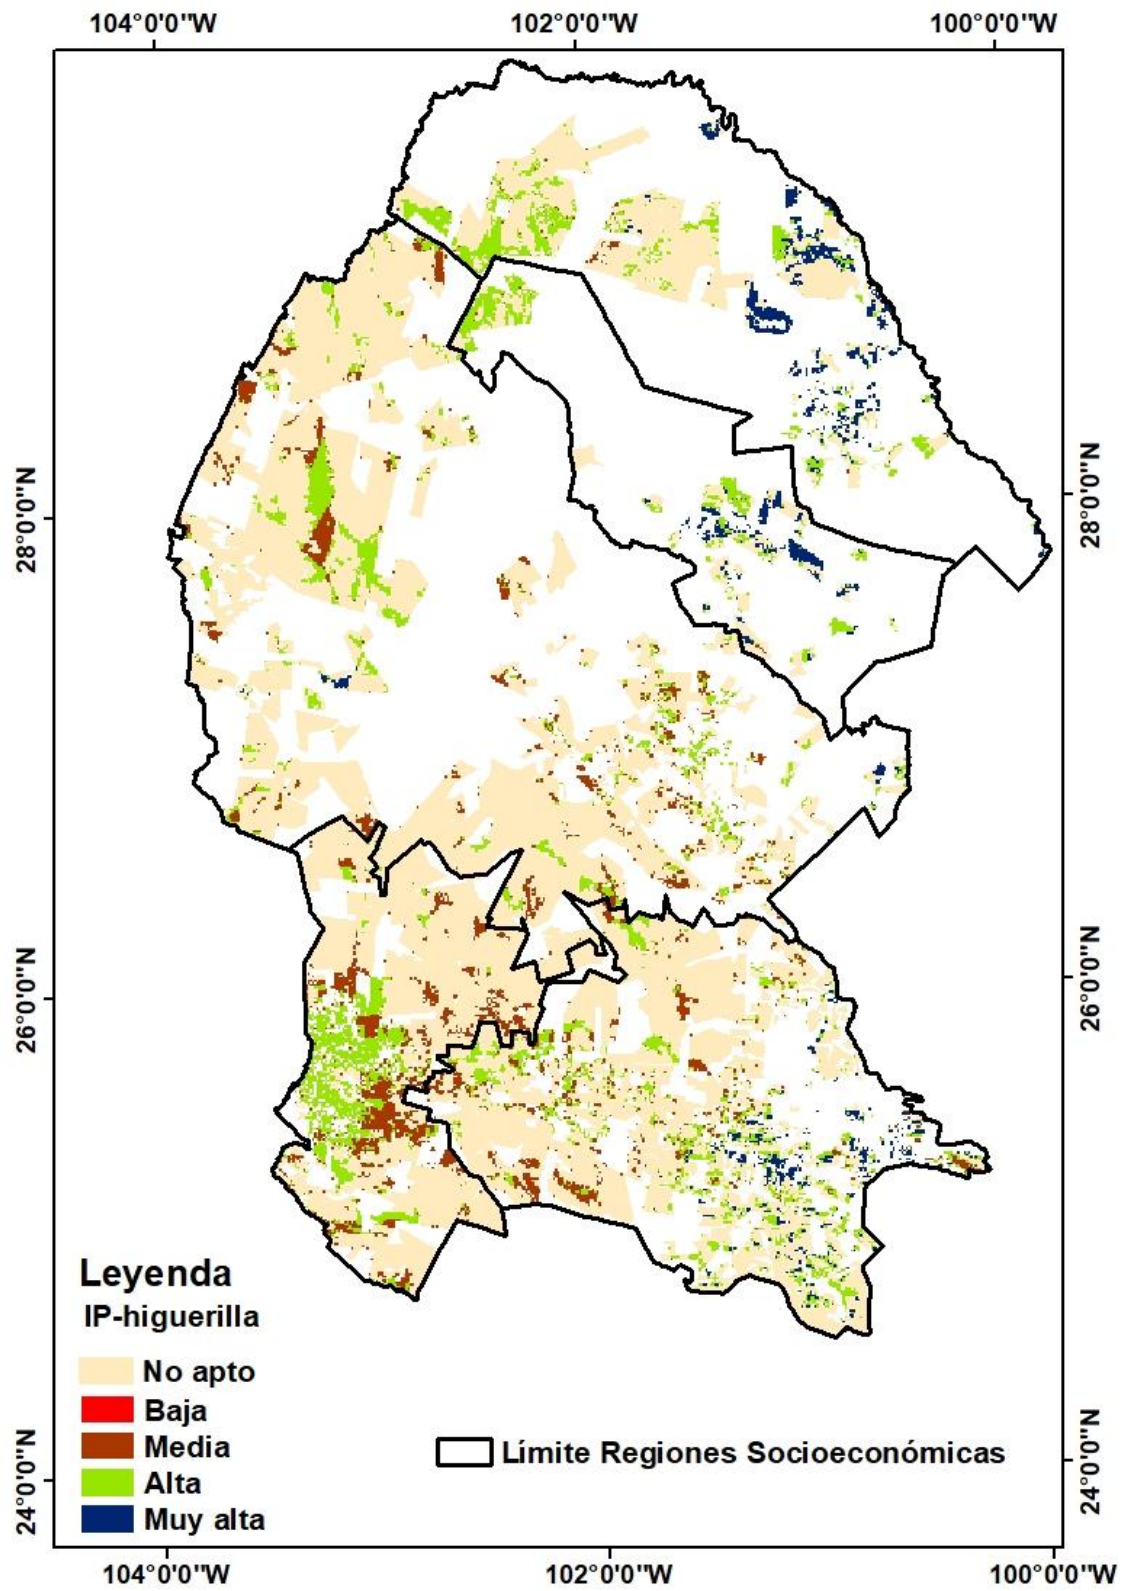 104°0'0"W 102°0'0"W 100°0'0"W
28°0'0"N 28°0'0"N
26°0'0"N 26°0'0"N
Leyenda
IP-higuerilla
No apto
Baja
Media
Límite Regiones Socioeconómicas
Alta
Muy alta
24°0'0"N 24°0'0"N
104°0'0"W 102°0'0"W 100°0'0"W